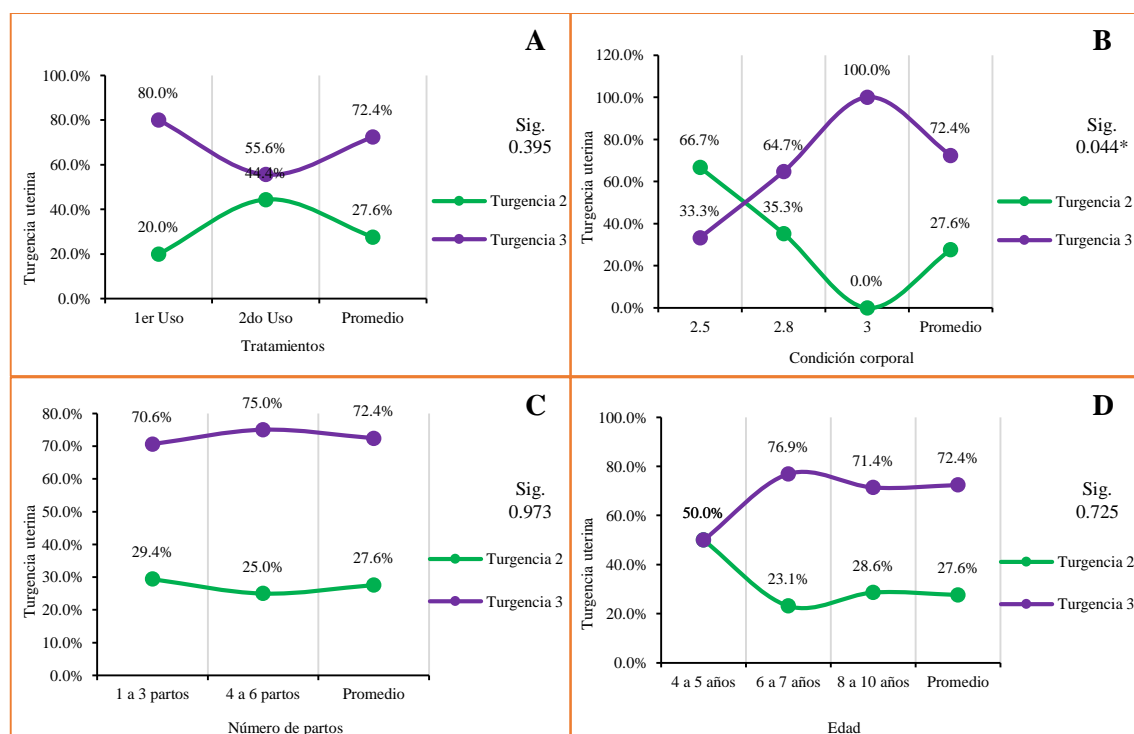 A
100.0%
80.0%
60.0%
40.0%
20.0%
0.0%
Turgencia uterina
80.0%
55.6%
72.4%
20.0%
44.4%
27.6%
1er Uso
2do Uso
Promedio
Tratamientos
Sig.
0.395
Turgencia 2
Turgencia 3
B
120.0%
100.0%
80.0%
60.0%
40.0%
20.0%
0.0%
Turgencia uterina
66.7%
64.7%
100.0%
72.4%
33.3%
35.3%
0.0%
27.6%
2.5
2.8
3
Promedio
Condición corporal
Sig.
0.044*
Turgencia 2
Turgencia 3
C
80.0%
70.0%
60.0%
50.0%
40.0%
30.0%
20.0%
10.0%
0.0%
Turgencia uterina
70.6%
75.0%
72.4%
29.4%
25.0%
27.6%
1 a 3 partos
4 a 6 partos
Promedio
Número de partos
Sig.
0.973
Turgencia 2
Turgencia 3
D
100.0%
80.0%
60.0%
40.0%
20.0%
0.0%
Turgencia uterina
50.0%
76.9%
71.4%
72.4%
23.1%
28.6%
27.6%
4 a 5 años
6 a 7 años
8 a 10 años
Promedio
Edad
Sig.
0.725
Turgencia 2
Turgencia 3